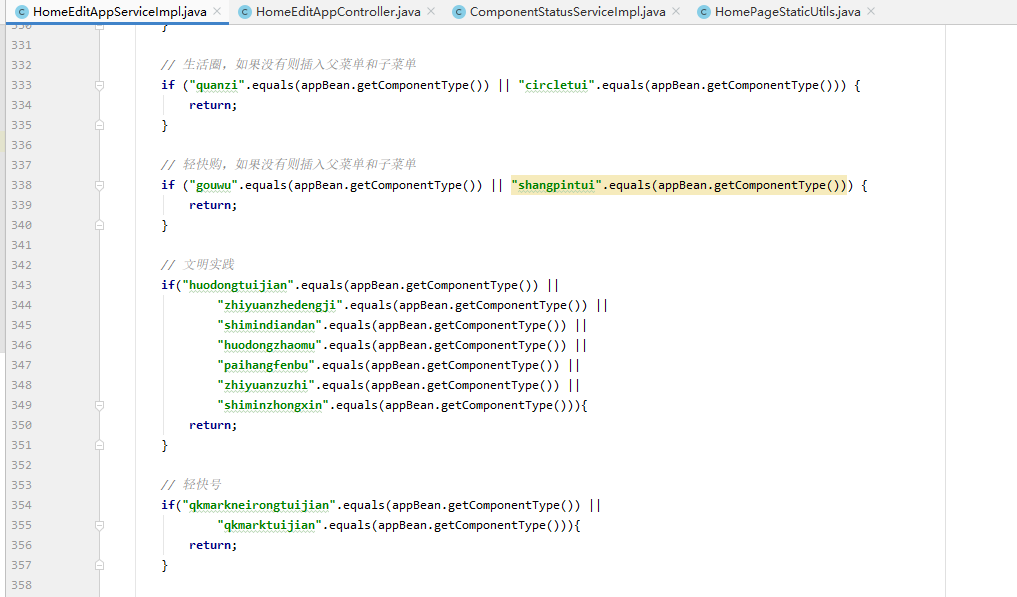 HomeEditAppServiceImpl.java HomeEditAppController.java ComponentStatusServiceImpl.java HomePageStaticUtils.java
330 }
331
332 // 生活圈，如果没有则插入父菜单和子菜单
333 if ("quanzi".equals(appBean.getComponentType()) || "circletui".equals(appBean.getComponentType())) {
334 return;
335 }
336
337 // 轻快购，如果没有则插入父菜单和子菜单
338 if ("gouwu".equals(appBean.getComponentType()) || "shangpintui".equals(appBean.getComponentType())) {
339 return;
340 }
341
342 // 文明实践
343 if("huodongtuijian".equals(appBean.getComponentType()) ||
344 "zhiyuanzhedengji".equals(appBean.getComponentType()) ||
345 "shimindiandan".equals(appBean.getComponentType()) ||
346 "huodongzhaomu".equals(appBean.getComponentType()) ||
347 "paihangfenbu".equals(appBean.getComponentType()) ||
348 "zhiyuanzuzhi".equals(appBean.getComponentType()) ||
349 "shiminzhongxin".equals(appBean.getComponentType())){
350 return;
351 }
352
353 // 轻快号
354 if("qkmarkneirongtuijian".equals(appBean.getComponentType()) ||
355 "qkmarktuijian".equals(appBean.getComponentType())){
356 return;
357 }
358